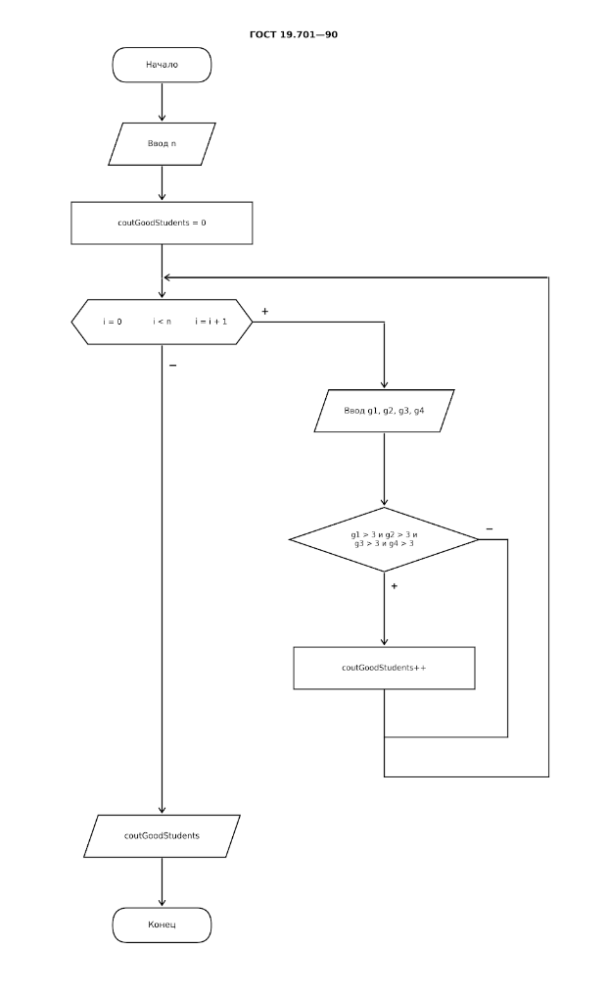 ГОСТ 19.701—90
Начало
Ввод n
coutGoodStudents = 0
i = 0 i < n i = i + 1
+
−
Ввод g1, g2, g3, g4
g1 > 3 и g2 > 3 и
g3 > 3 и g4 > 3
−
+
coutGoodStudents++
coutGoodStudents
Конец